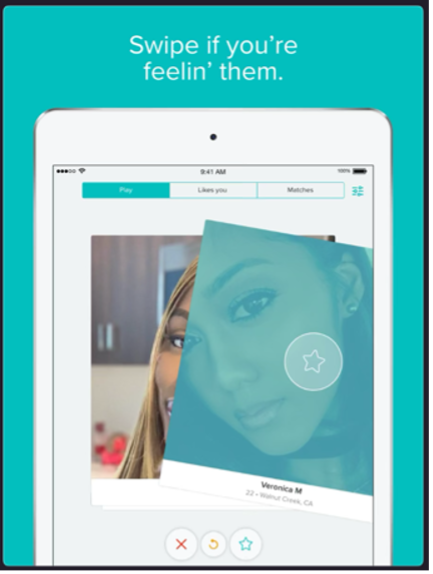 Swipe if you’re
feelin’ them.
9:41 AM
100%
Play
Likes you
Matches
Veronica M
22 • Walnut Creek, CA